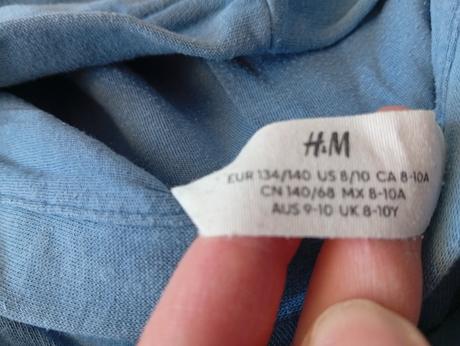 H&M
EUR 134/140 US 8/10 CA 8-10A
CN 140/68 MX 8-10A
AUS 9-10 UK 8-10Y